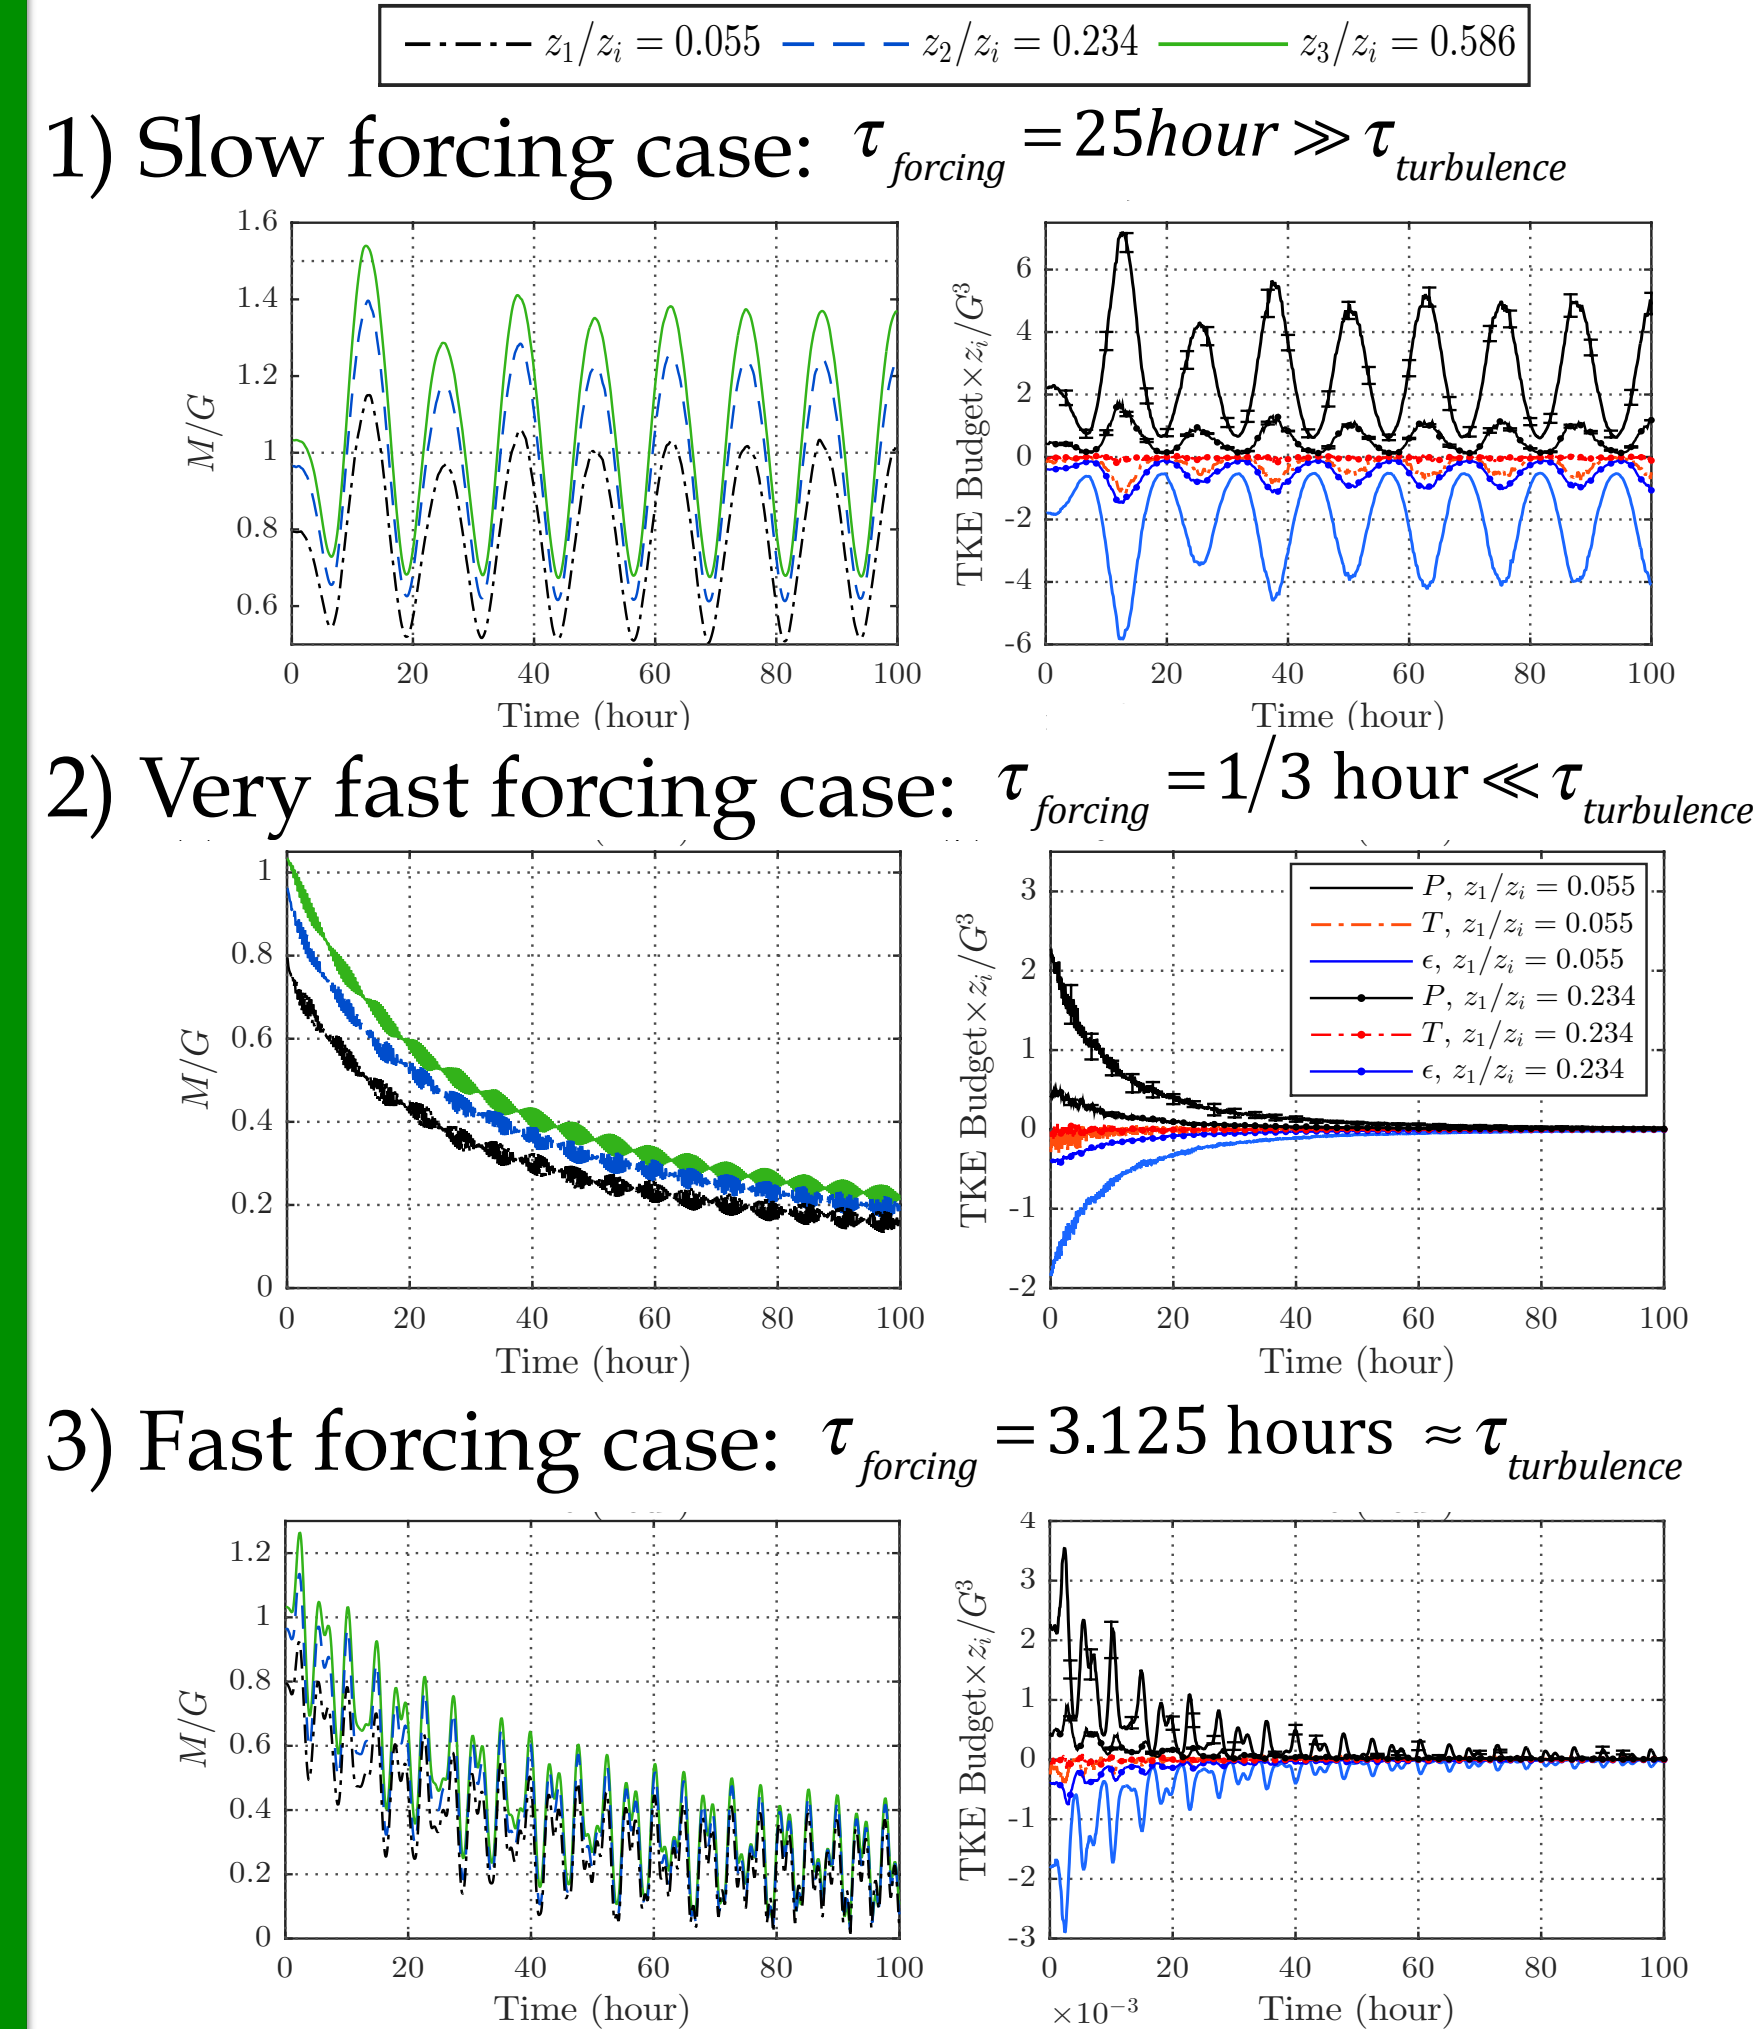 z₁/zᵢ = 0.055 z₂/zᵢ = 0.234 z₃/zᵢ = 0.586
1) Slow forcing case: τ_forcing = 25hour ≫ τ_turbulence
1.6
1.4
1.2
1
0.8
0.6
M/G
0 20 40 60 80 100
Time (hour)
6
4
2
0
-2
-4
-6
TKE Budget×zᵢ/G³
0 20 40 60 80 100
Time (hour)
2) Very fast forcing case: τ_forcing = 1/3 hour ≪ τ_turbulence
1
0.8
0.6
0.4
0.2
0
M/G
0 20 40 60 80 100
Time (hour)
3
2
1
0
-1
-2
TKE Budget×zᵢ/G³
P, z₁/zᵢ = 0.055
T, z₁/zᵢ = 0.055
ϵ, z₁/zᵢ = 0.055
P, z₁/zᵢ = 0.234
T, z₁/zᵢ = 0.234
ϵ, z₁/zᵢ = 0.234
0 20 40 60 80 100
Time (hour)
3) Fast forcing case: τ_forcing = 3.125 hours ≈ τ_turbulence
1.2
1
0.8
0.6
0.4
0.2
0
M/G
0 20 40 60 80 100
Time (hour)
4
3
2
1
0
-1
-2
-3
TKE Budget×zᵢ/G³
0 20 40 60 80 100
×10⁻³ Time (hour)